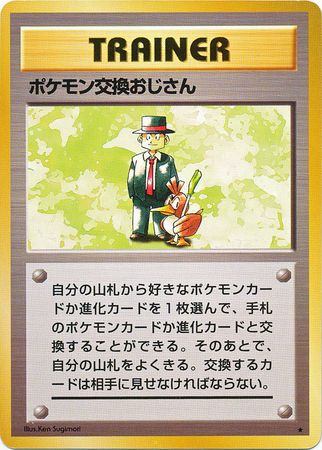 TRAINER
ポケモン交換おじさん
自分の山札から好きなポケモンカー
ドか進化カードを１枚選んで、手札
のポケモンカードか進化カードと交
換することができる。そのあとで、
自分の山札をよくきる。交換するカ
ードは相手に見せなければならない。
Illus.Ken Sugimori
★